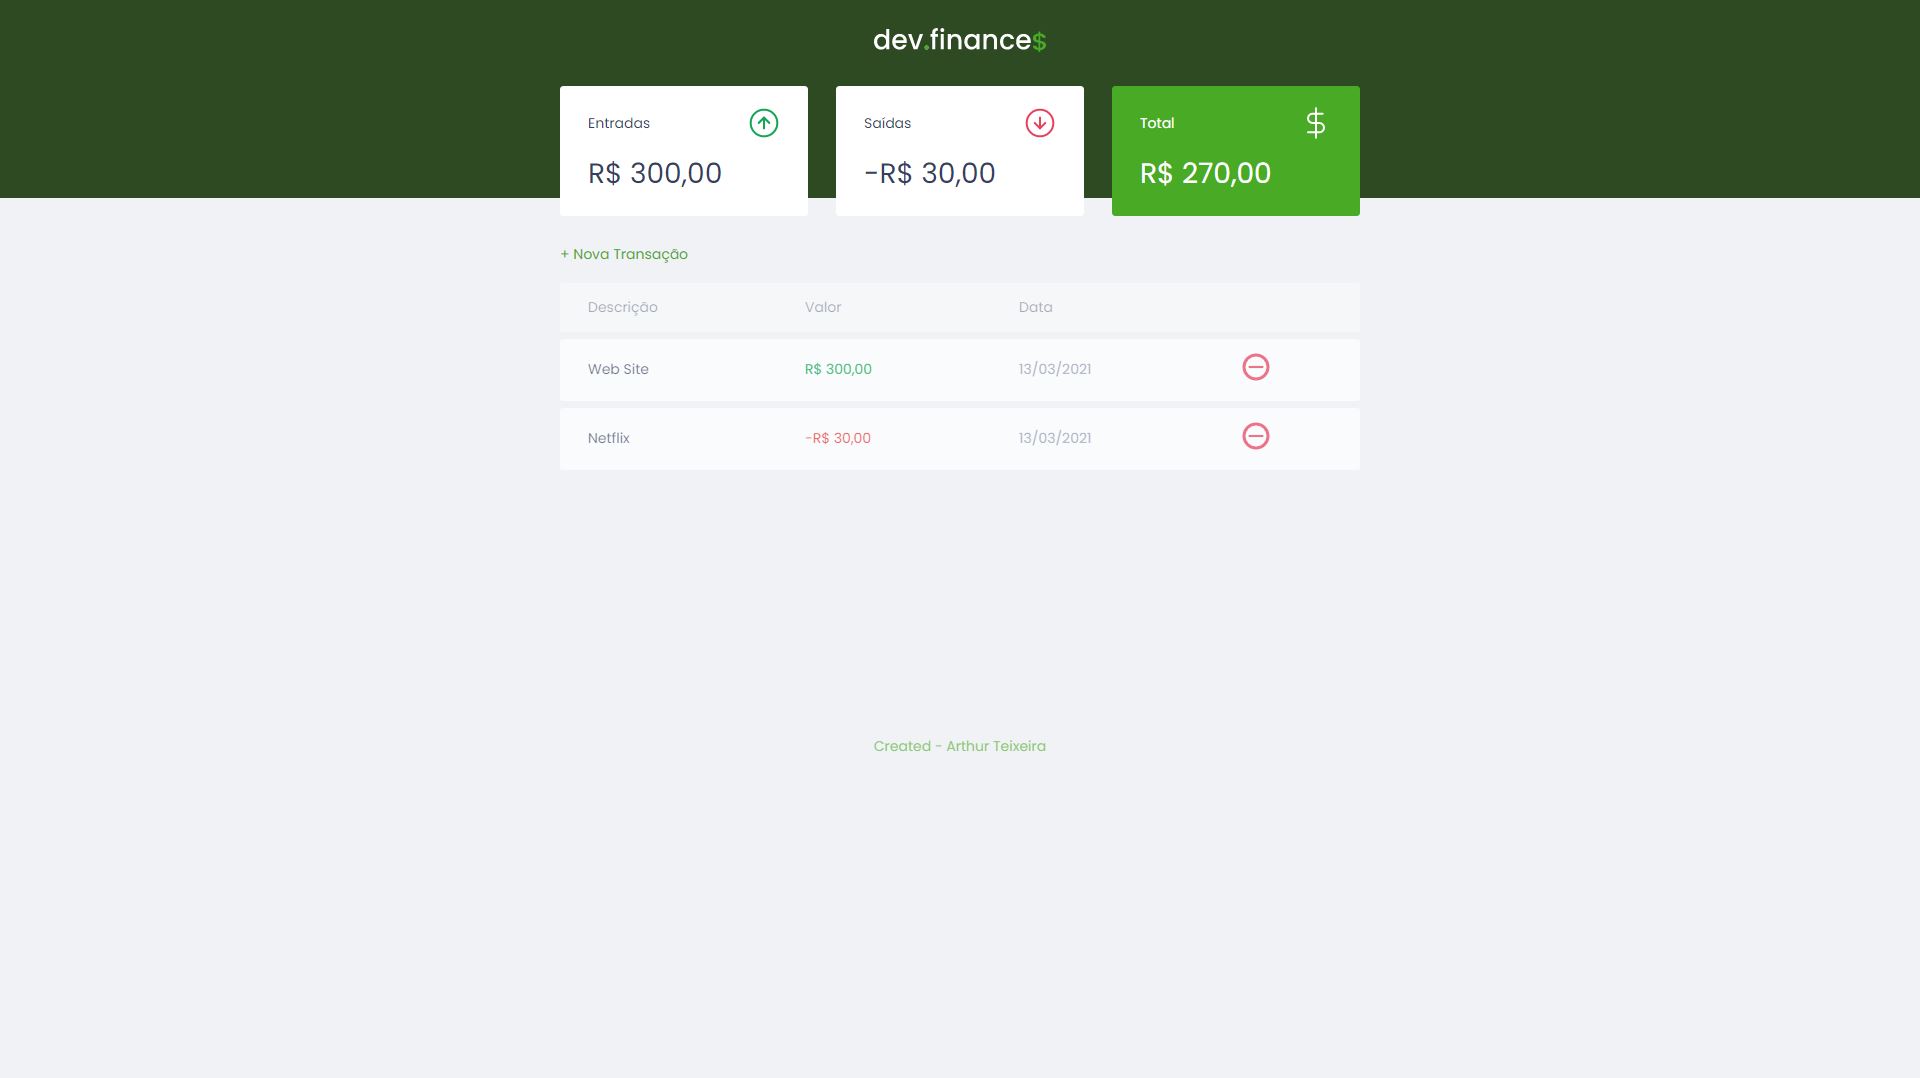 dev.finance$
Entradas
R$ 300,00
Saídas
-R$ 30,00
Total
$
R$ 270,00
+ Nova Transação
Descrição Valor Data
Web Site R$ 300,00 13/03/2021
Netflix -R$ 30,00 13/03/2021
Created - Arthur Teixeira